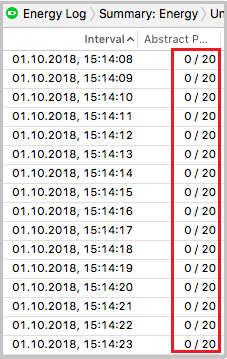 Energy Log 〉 Summary: Energy 〉 Un
Interval Abstract P...
01.10.2018, 15:14:08 0 / 20
01.10.2018, 15:14:09 0 / 20
01.10.2018, 15:14:10 0 / 20
01.10.2018, 15:14:11 0 / 20
01.10.2018, 15:14:12 0 / 20
01.10.2018, 15:14:13 0 / 20
01.10.2018, 15:14:14 0 / 20
01.10.2018, 15:14:15 0 / 20
01.10.2018, 15:14:16 0 / 20
01.10.2018, 15:14:17 0 / 20
01.10.2018, 15:14:18 0 / 20
01.10.2018, 15:14:19 0 / 20
01.10.2018, 15:14:20 0 / 20
01.10.2018, 15:14:21 0 / 20
01.10.2018, 15:14:22 0 / 20
01.10.2018, 15:14:23 0 / 20